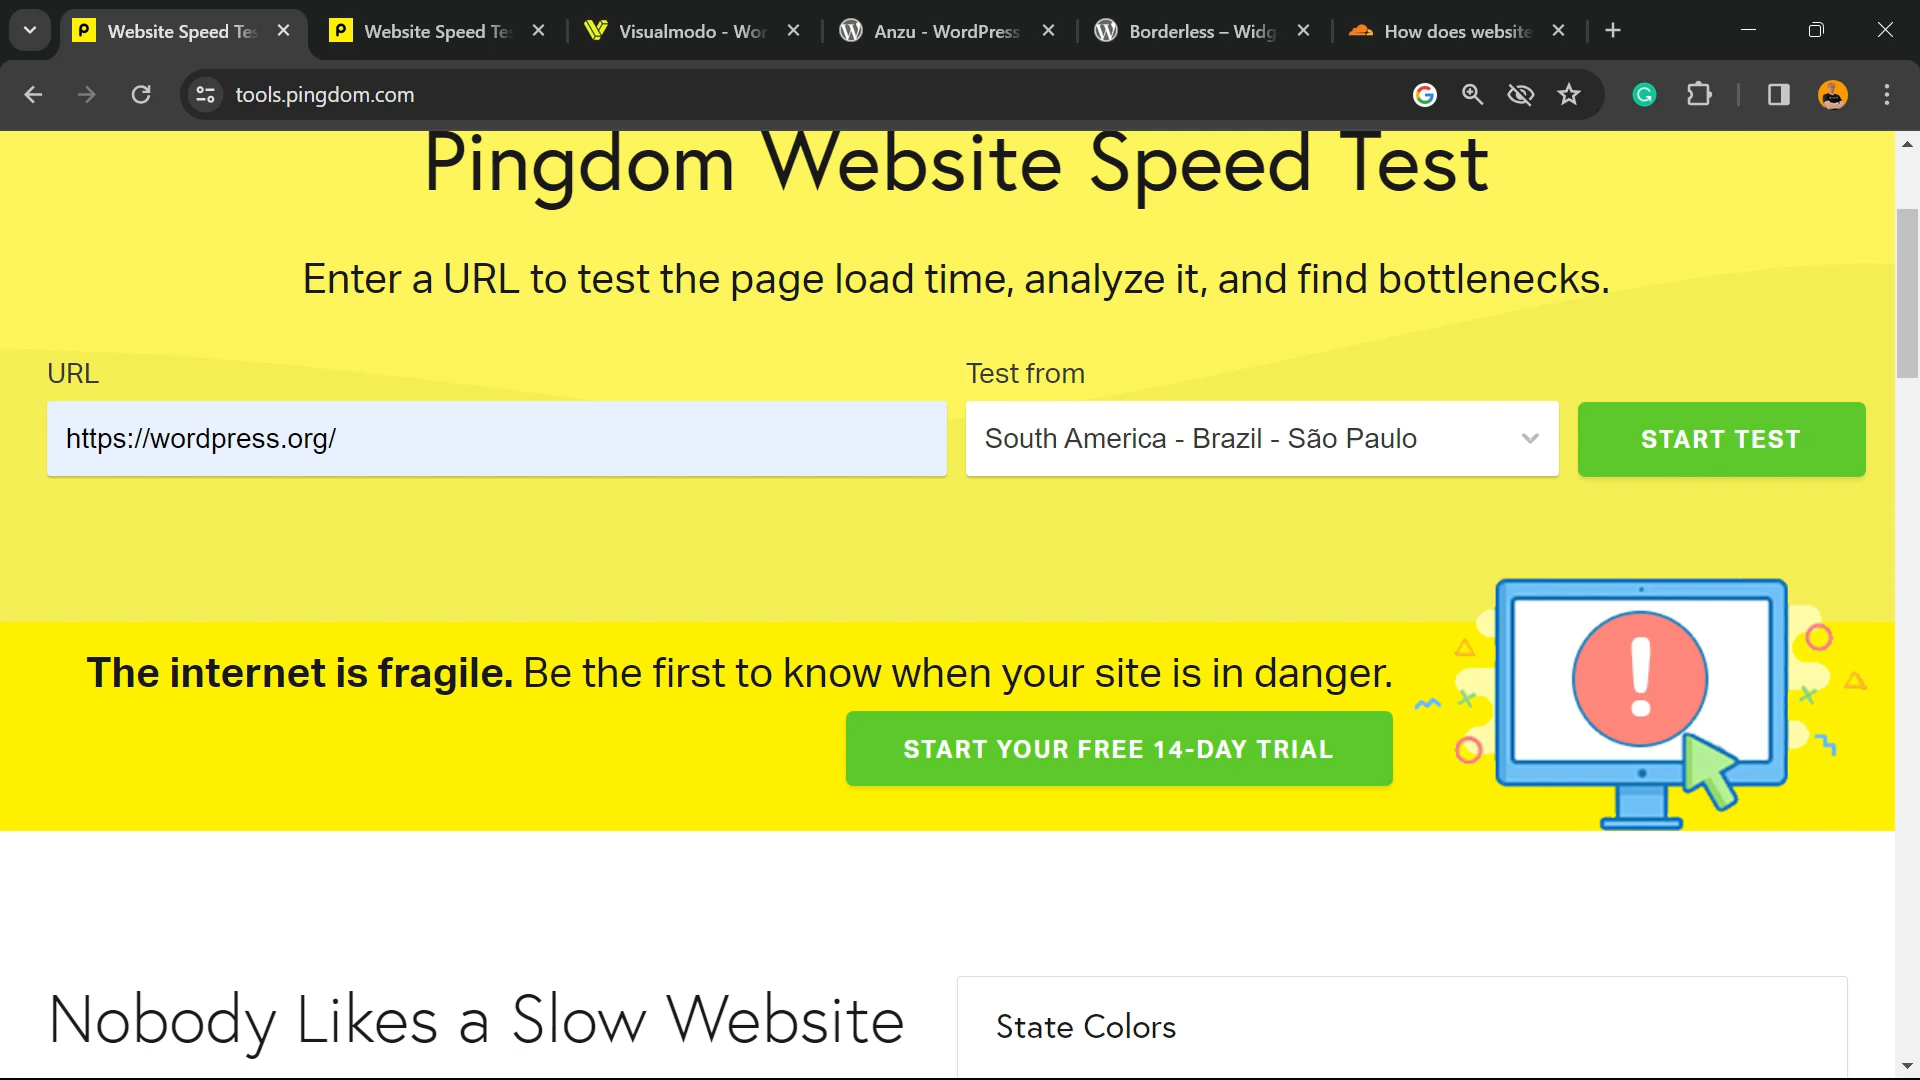 Website Speed Tes
Website Speed Tes
Visualmodo - Wor
Anzu - WordPress
Borderless – Widg
How does website
tools.pingdom.com
Pingdom Website Speed Test
Enter a URL to test the page load time, analyze it, and find bottlenecks.
URL
Test from
https://wordpress.org/
South America - Brazil - São Paulo
START TEST
The internet is fragile. Be the first to know when your site is in danger.
START YOUR FREE 14-DAY TRIAL
Nobody Likes a Slow Website
State Colors